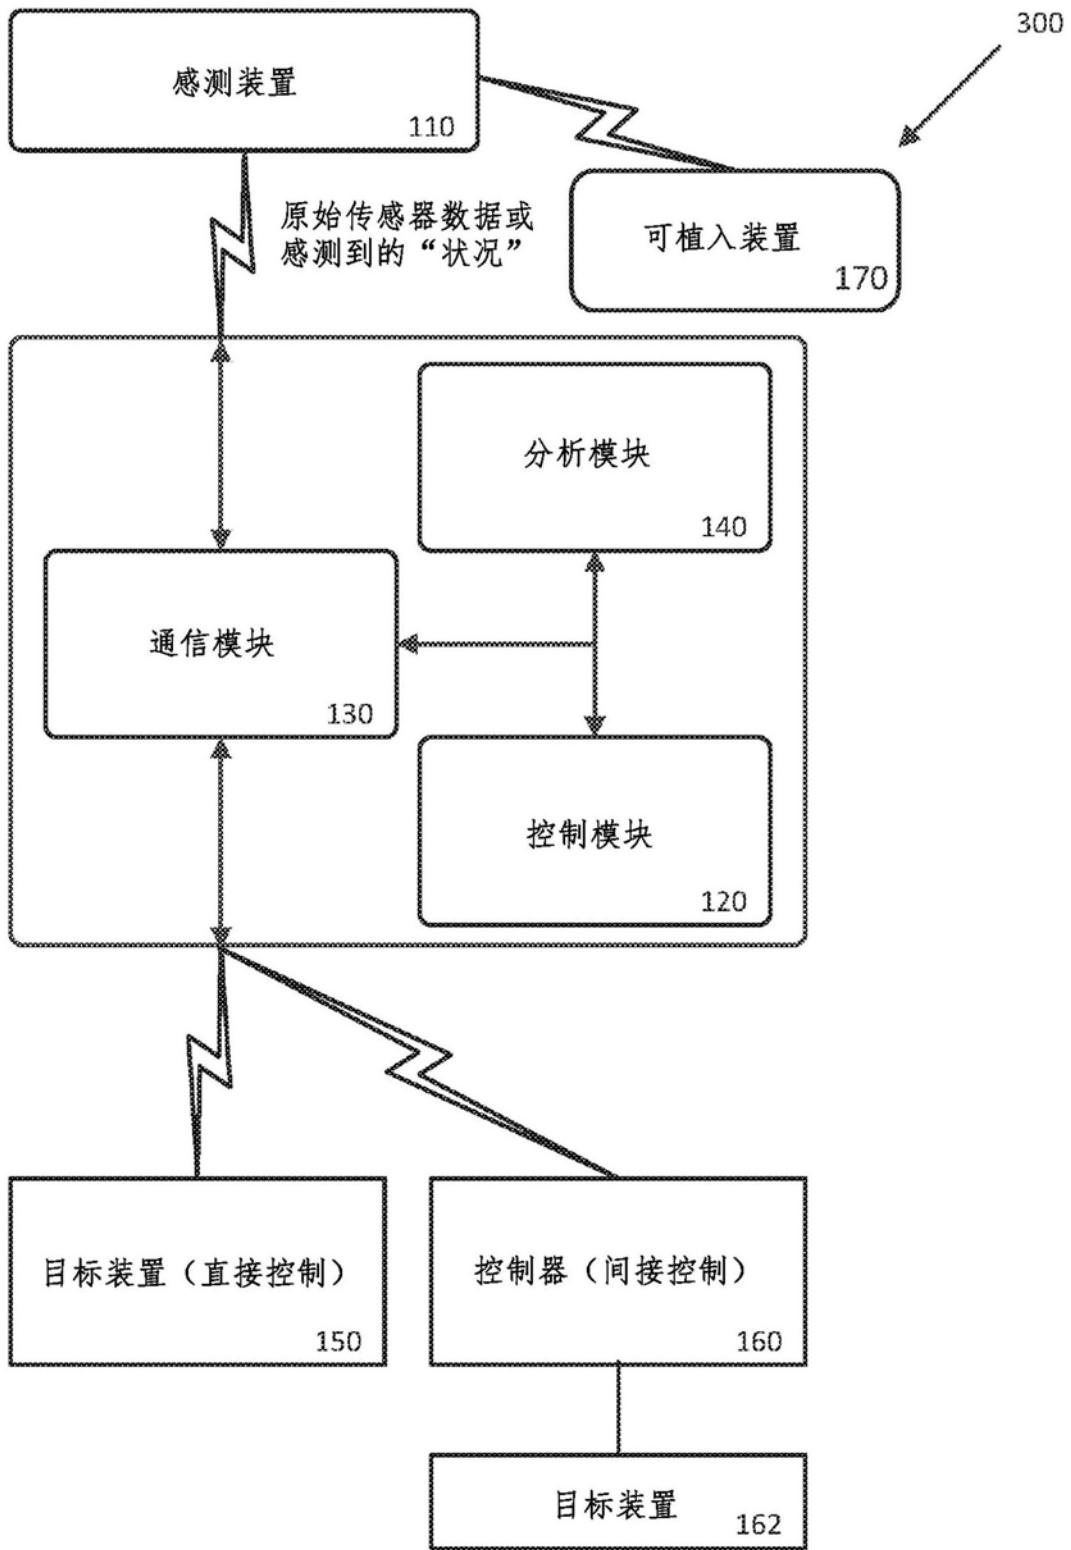 300
感测装置
110
原始传感器数据或
感测到的“状况”
可植入装置
170
分析模块
140
通信模块
130
控制模块
120
目标装置（直接控制）
150
控制器（间接控制）
160
目标装置
162